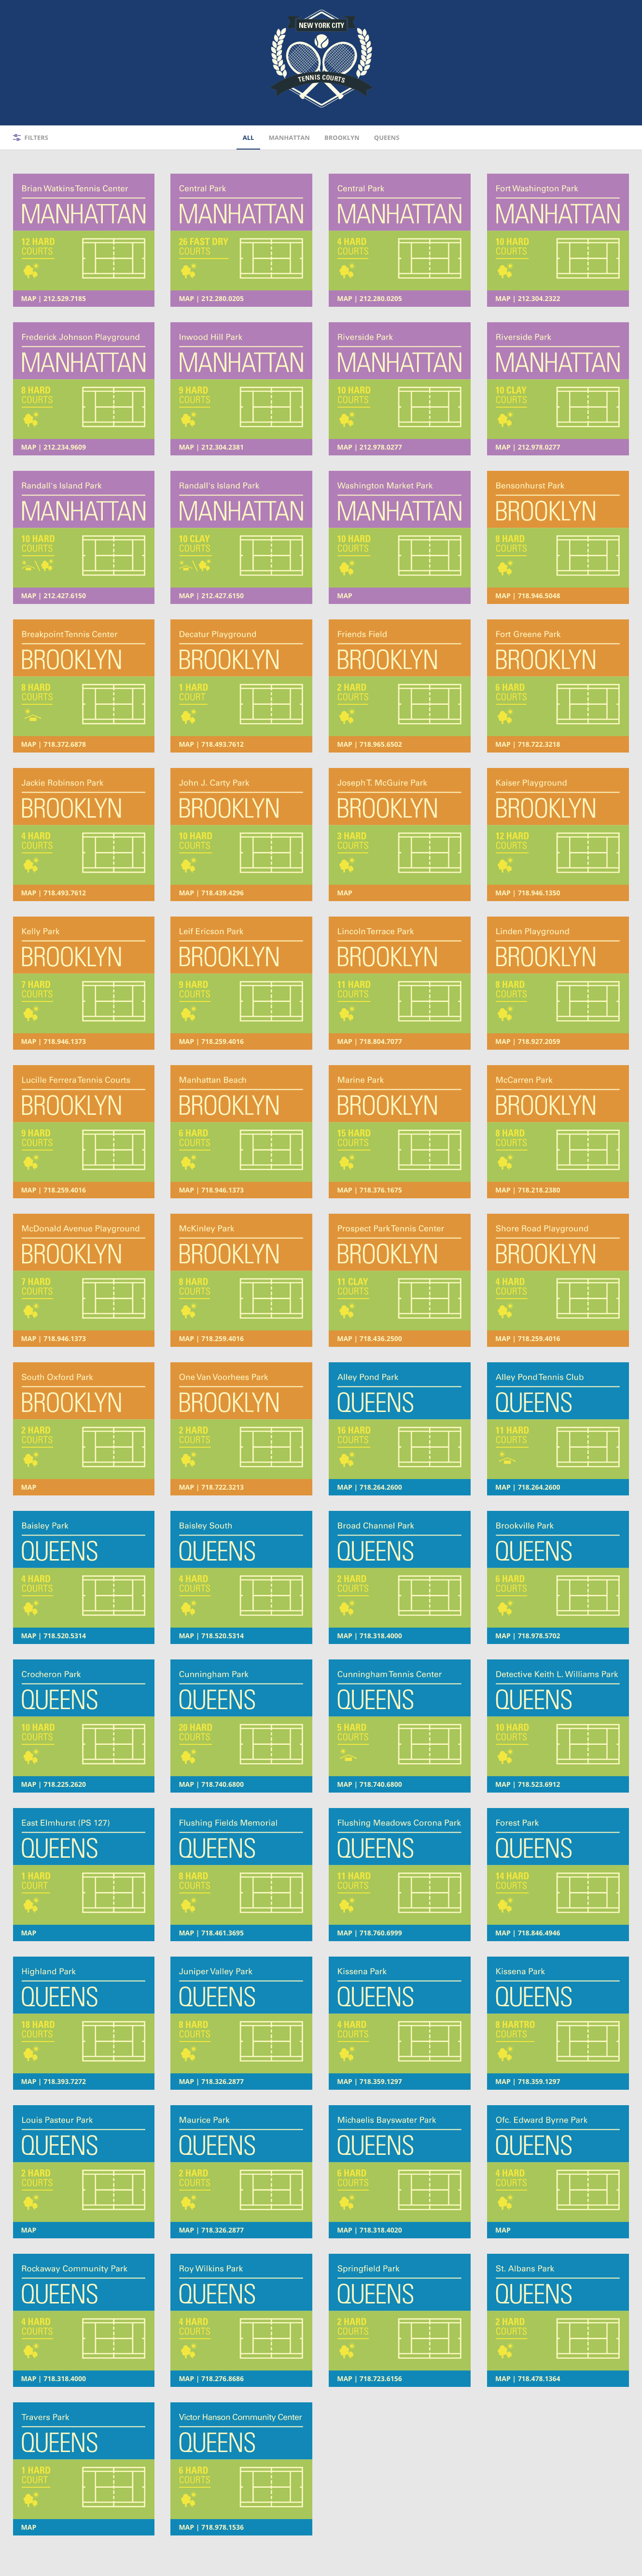 NEW YORK CITY
TENNIS COURTS
FILTERS
ALL
MANHATTAN
BROOKLYN
QUEENS
Brian Watkins Tennis Center
MANHATTAN
12 HARD
COURTS
MAP | 212.529.7185
Central Park
MANHATTAN
26 FAST DRY
COURTS
MAP | 212.280.0205
Central Park
MANHATTAN
4 HARD
COURTS
MAP | 212.280.0205
Fort Washington Park
MANHATTAN
10 HARD
COURTS
MAP | 212.304.2322
Frederick Johnson Playground
MANHATTAN
8 HARD
COURTS
MAP | 212.234.9609
Inwood Hill Park
MANHATTAN
9 HARD
COURTS
MAP | 212.304.2381
Riverside Park
MANHATTAN
10 HARD
COURTS
MAP | 212.978.0277
Riverside Park
MANHATTAN
10 CLAY
COURTS
MAP | 212.978.0277
Randall's Island Park
MANHATTAN
10 HARD
COURTS
MAP | 212.427.6150
Randall's Island Park
MANHATTAN
10 CLAY
COURTS
MAP | 212.427.6150
Washington Market Park
MANHATTAN
10 HARD
COURTS
MAP
Bensonhurst Park
BROOKLYN
8 HARD
COURTS
MAP | 718.946.5048
Breakpoint Tennis Center
BROOKLYN
8 HARD
COURTS
MAP | 718.372.6878
Decatur Playground
BROOKLYN
1 HARD
COURT
MAP | 718.493.7612
Friends Field
BROOKLYN
2 HARD
COURTS
MAP | 718.965.6502
Fort Greene Park
BROOKLYN
6 HARD
COURTS
MAP | 718.722.3218
Jackie Robinson Park
BROOKLYN
4 HARD
COURTS
MAP | 718.493.7612
John J. Carty Park
BROOKLYN
10 HARD
COURTS
MAP | 718.439.4296
Joseph T. McGuire Park
BROOKLYN
3 HARD
COURTS
MAP
Kaiser Playground
BROOKLYN
12 HARD
COURTS
MAP | 718.946.1350
Kelly Park
BROOKLYN
7 HARD
COURTS
MAP | 718.946.1373
Leif Ericson Park
BROOKLYN
9 HARD
COURTS
MAP | 718.259.4016
Lincoln Terrace Park
BROOKLYN
11 HARD
COURTS
MAP | 718.804.7077
Linden Playground
BROOKLYN
8 HARD
COURTS
MAP | 718.927.2059
Lucille Ferrera Tennis Courts
BROOKLYN
9 HARD
COURTS
MAP | 718.259.4016
Manhattan Beach
BROOKLYN
6 HARD
COURTS
MAP | 718.946.1373
Marine Park
BROOKLYN
15 HARD
COURTS
MAP | 718.376.1675
McCarren Park
BROOKLYN
8 HARD
COURTS
MAP | 718.218.2380
McDonald Avenue Playground
BROOKLYN
7 HARD
COURTS
MAP | 718.946.1373
McKinley Park
BROOKLYN
8 HARD
COURTS
MAP | 718.259.4016
Prospect Park Tennis Center
BROOKLYN
11 CLAY
COURTS
MAP | 718.436.2500
Shore Road Playground
BROOKLYN
4 HARD
COURTS
MAP | 718.259.4016
South Oxford Park
BROOKLYN
2 HARD
COURTS
MAP
One Van Voorhees Park
BROOKLYN
2 HARD
COURTS
MAP | 718.722.3213
Alley Pond Park
QUEENS
16 HARD
COURTS
MAP | 718.264.2600
Alley Pond Tennis Club
QUEENS
11 HARD
COURTS
MAP | 718.264.2600
Baisley Park
QUEENS
4 HARD
COURTS
MAP | 718.520.5314
Baisley South
QUEENS
4 HARD
COURTS
MAP | 718.520.5314
Broad Channel Park
QUEENS
2 HARD
COURTS
MAP | 718.318.4000
Brookville Park
QUEENS
6 HARD
COURTS
MAP | 718.978.5702
Crocheron Park
QUEENS
10 HARD
COURTS
MAP | 718.225.2620
Cunningham Park
QUEENS
20 HARD
COURTS
MAP | 718.740.6800
Cunningham Tennis Center
QUEENS
5 HARD
COURTS
MAP | 718.740.6800
Detective Keith L. Williams Park
QUEENS
10 HARD
COURTS
MAP | 718.523.6912
East Elmhurst (PS 127)
QUEENS
1 HARD
COURT
MAP
Flushing Fields Memorial
QUEENS
8 HARD
COURTS
MAP | 718.461.3695
Flushing Meadows Corona Park
QUEENS
11 HARD
COURTS
MAP | 718.760.6999
Forest Park
QUEENS
14 HARD
COURTS
MAP | 718.846.4946
Highland Park
QUEENS
18 HARD
COURTS
MAP | 718.393.7272
Juniper Valley Park
QUEENS
8 HARD
COURTS
MAP | 718.326.2877
Kissena Park
QUEENS
4 HARD
COURTS
MAP | 718.359.1297
Kissena Park
QUEENS
8 HARTRO
COURTS
MAP | 718.359.1297
Louis Pasteur Park
QUEENS
2 HARD
COURTS
MAP
Maurice Park
QUEENS
2 HARD
COURTS
MAP | 718.326.2877
Michaelis Bayswater Park
QUEENS
6 HARD
COURTS
MAP | 718.318.4020
Ofc. Edward Byrne Park
QUEENS
4 HARD
COURTS
MAP
Rockaway Community Park
QUEENS
4 HARD
COURTS
MAP | 718.318.4000
Roy Wilkins Park
QUEENS
4 HARD
COURTS
MAP | 718.276.8686
Springfield Park
QUEENS
2 HARD
COURTS
MAP | 718.723.6156
St. Albans Park
QUEENS
2 HARD
COURTS
MAP | 718.478.1364
Travers Park
QUEENS
1 HARD
COURT
MAP
Victor Hanson Community Center
QUEENS
6 HARD
COURTS
MAP | 718.978.1536